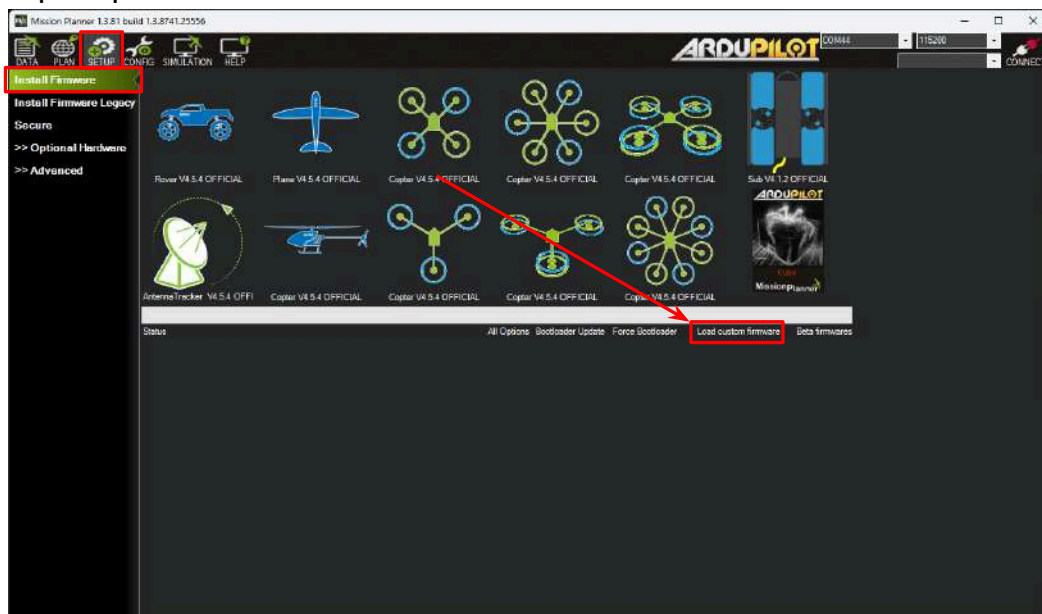 Mission Planner 1.3.81 build 1.3.8741.25556
DATA PLAN SETUP CONFIG SIMULATION HELP
ARDUPILOT
COM44
115200
CONNEC
Install Firmware
Install Firmware Legacy
Secure
>> Optional Hardware
>> Advanced
Rover V4.5.4 OFFICIAL
Plane V4.5.4 OFFICIAL
Copter V4.5.4 OFFICIAL
Copter V4.5.4 OFFICIAL
Copter V4.5.4 OFFICIAL
Sub V4.1.2 OFFICIAL
ARDUPILOT
Cube
Mission Planner
AntennaTracker V4.5.4 OFFI
Copter V4.5.4 OFFICIAL
Copter V4.5.4 OFFICIAL
Copter V4.5.4 OFFICIAL
Copter V4.5.4 OFFICIAL
Status
All Options Bootloader Update Force Bootloader Load custom firmware Beta firmwares